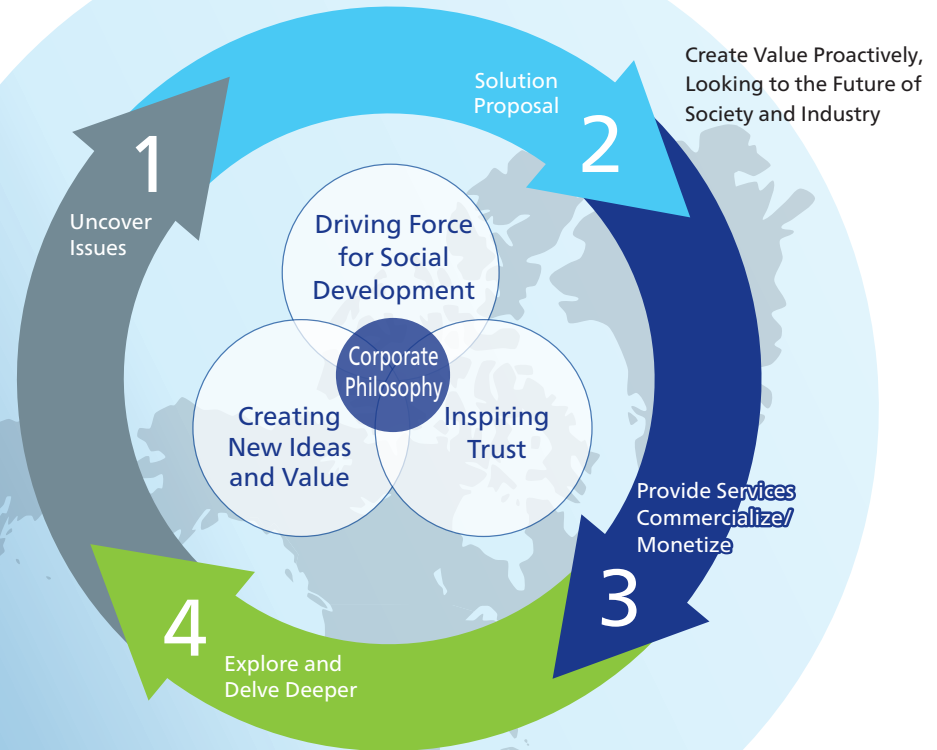 Create Value Proactively,
Looking to the Future of
Society and Industry
1
Uncover
Issues
Solution
Proposal
2
Driving Force
for Social
Development
Corporate
Philosophy
Creating
New Ideas
and Value
Inspiring
Trust
Provide Services
Commercialize/
Monetize
3
4
Explore and
Delve Deeper